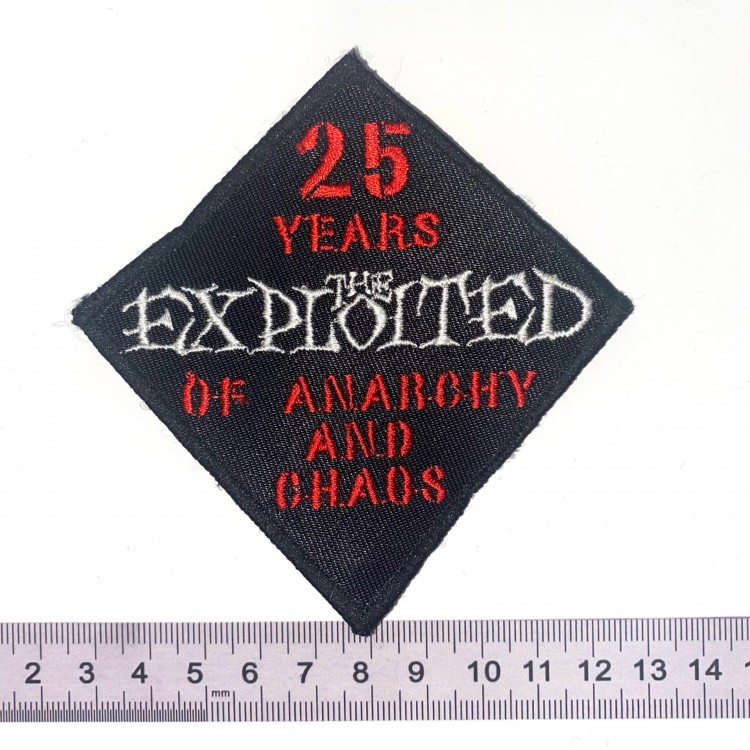 25
YEARS
THE
EXPLOITED
OF ANARCHY
AND
CHAOS
2 3 4 5 6 7 8 9 10 11 12 13 14
mm